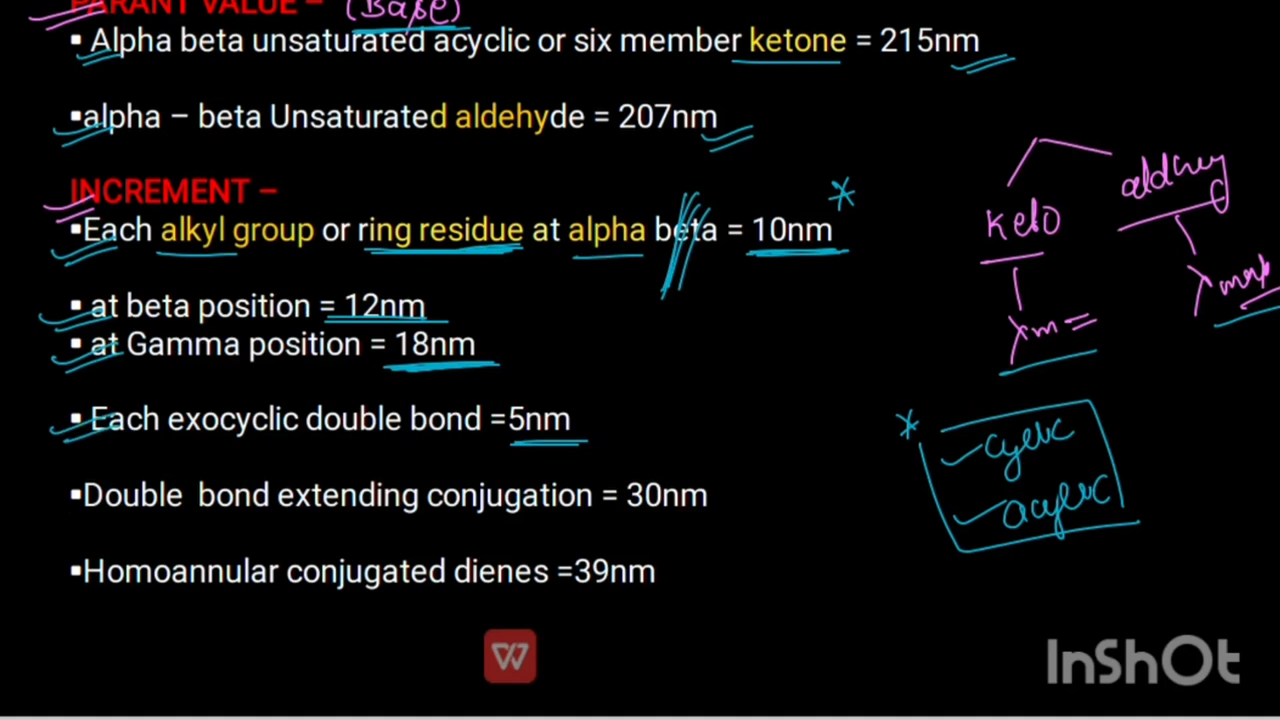 PARANT VALUE – (Base)
▪ Alpha beta unsaturated acyclic or six member ketone = 215nm
▪alpha – beta Unsaturated aldehyde = 207nm
INCREMENT –
▪Each alkyl group or ring residue at alpha beta = 10nm
▪ at beta position = 12nm
▪ at Gamma position = 18nm
▪ Each exocyclic double bond =5nm
▪Double bond extending conjugation = 30nm
▪Homoannular conjugated dienes =39nm
keto
λm =
λmax
* cyclic
acyclic
W
InShOt